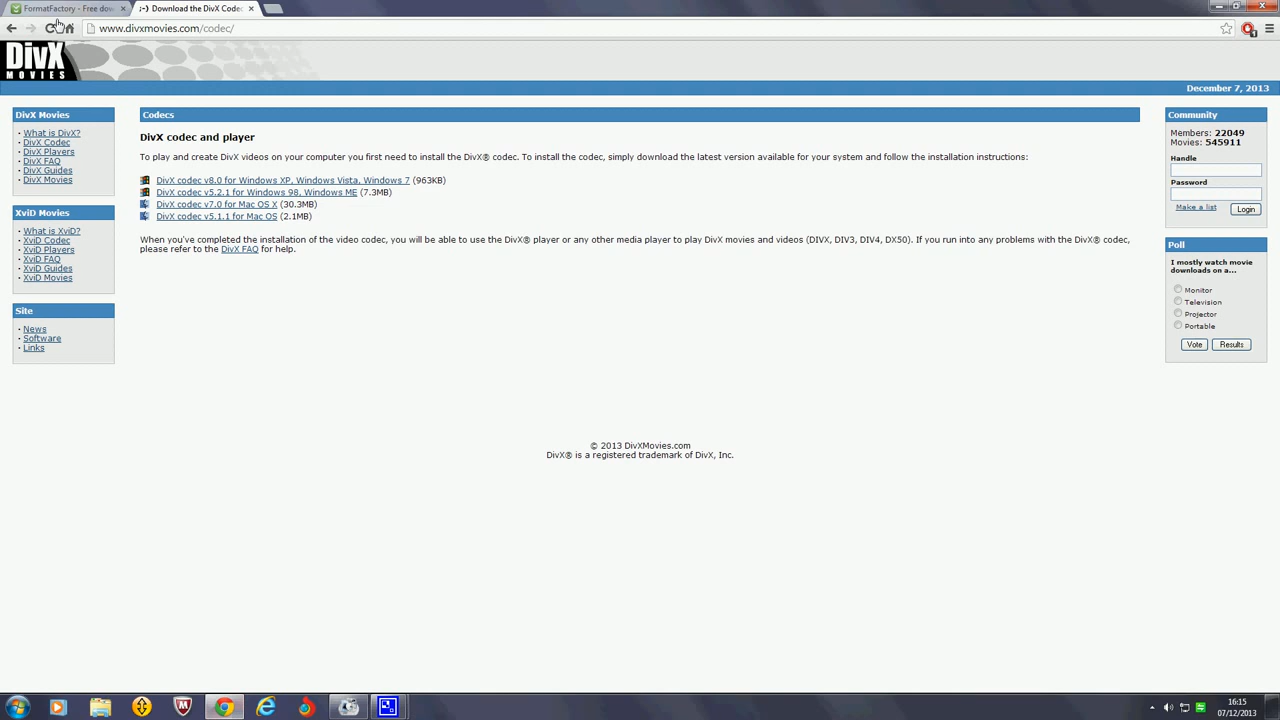 FormatFactory - Free dow
Download the DivX Codec
www.divxmovies.com/codec/
DivX
MOVIES
December 7, 2013
DivX Movies
What is DivX?
DivX Codec
DivX Players
DivX FAQ
DivX Guides
DivX Movies
XviD Movies
What is XviD?
XviD Codec
XviD Players
XviD FAQ
XviD Guides
XviD Movies
Site
News
Software
Links
Codecs
DivX codec and player
To play and create DivX videos on your computer you first need to install the DivX® codec. To install the codec, simply download the latest version available for your system and follow the installation instructions:
DivX codec v8.0 for Windows XP, Windows Vista, Windows 7 (963KB)
DivX codec v5.2.1 for Windows 98, Windows ME (7.3MB)
DivX codec v7.0 for Mac OS X (30.3MB)
DivX codec v5.1.1 for Mac OS (2.1MB)
When you've completed the installation of the video codec, you will be able to use the DivX® player or any other media player to play DivX movies and videos (DIVX, DIV3, DIV4, DX50). If you run into any problems with the DivX® codec,
please refer to the DivX FAQ for help.
Community
Members: 22049
Movies: 545911
Handle
Password
Make a list
Login
Poll
I mostly watch movie
downloads on a...
Monitor
Television
Projector
Portable
Vote
Results
© 2013 DivXMovies.com
DivX® is a registered trademark of DivX, Inc.
16:15
07/12/2013